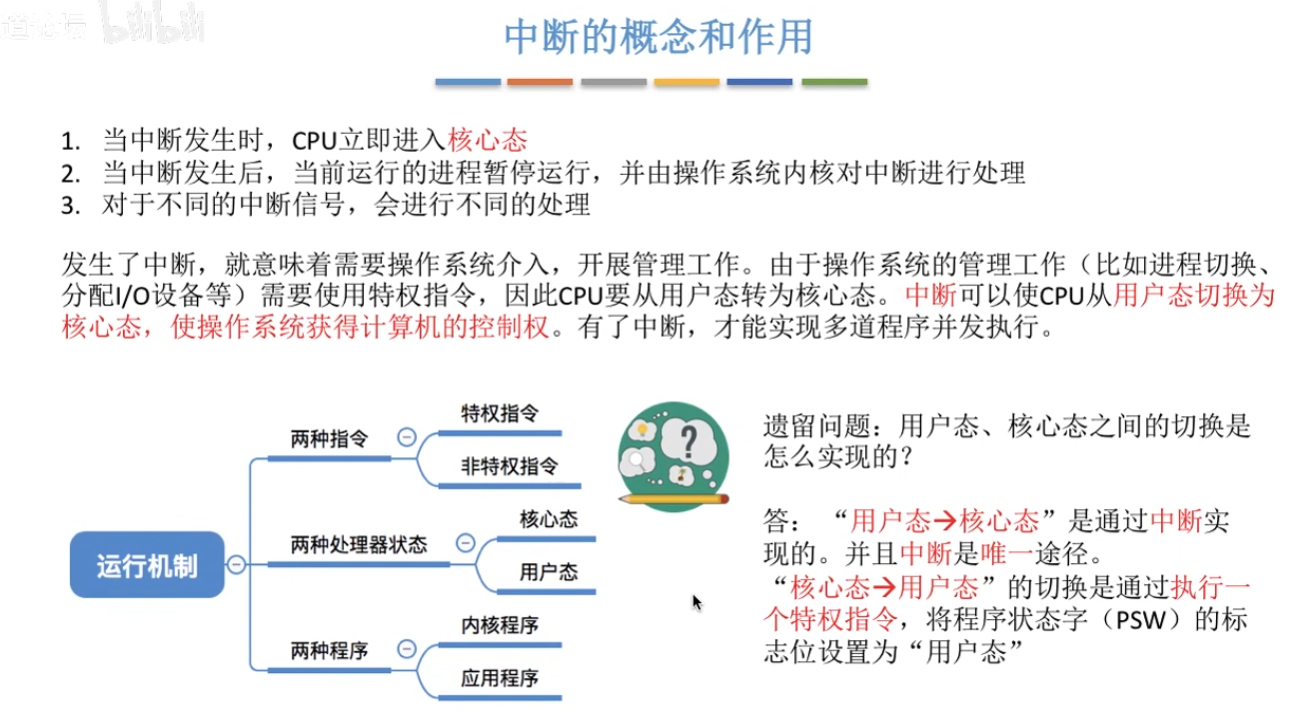 bilibili
中断的概念和作用
1. 当中断发生时，CPU立即进入核心态
2. 当中断发生后，当前运行的进程暂停运行，并由操作系统内核对中断进行处理
3. 对于不同的中断信号，会进行不同的处理
发生了中断，就意味着需要操作系统介入，开展管理工作。由于操作系统的管理工作（比如进程切换、
分配I/O设备等）需要使用特权指令，因此CPU要从用户态转为核心态。中断可以使CPU从用户态切换为
核心态，使操作系统获得计算机的控制权。有了中断，才能实现多道程序并发执行。
运行机制
两种指令
特权指令
非特权指令
两种处理器状态
核心态
用户态
两种程序
内核程序
应用程序
?
遗留问题：用户态、核心态之间的切换是
怎么实现的？
答： “用户态→核心态”是通过中断实
现的。并且中断是唯一途径。
“核心态→用户态”的切换是通过执行一
个特权指令，将程序状态字（PSW）的标
志位设置为“用户态”